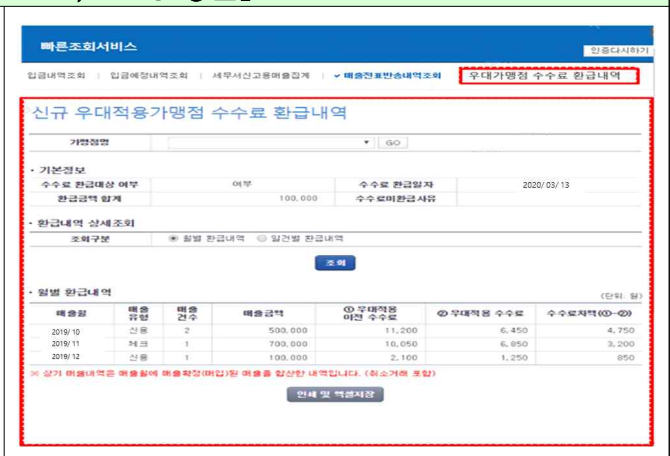 빠른조회서비스
인증다시하기
입금내역조회 | 입금예정내역조회 | 세무서신고용매출집계 | ✔ 매출전표반송내역조회 우대가맹점 수수료 환급내역
신규 우대적용가맹점 수수료 환급내역
가맹점명 GO
· 기본정보
수수료 환급대상 여부 여부 수수료 환급일자 2020/03/13
환급금액 합계 100,000 수수료미환급사유
· 환급내역 상세조회
조회구분 월별 환급내역 일건별 환급내역
조회
· 월별 환급내역 (단위: 원)
매출월 매출유형 매출건수 매출금액 ① 우대적용 이전 수수료 ② 우대적용 수수료 수수료차액(①-②)
2019/10 신용 2 500,000 11,200 6,450 4,750
2019/11 체크 1 700,000 10,050 6,850 3,200
2019/12 신용 1 100,000 2,100 1,250 850
※ 상기 매출내역은 매출월에 매출확정(매입)된 매출을 합산한 내역입니다. (취소거래 포함)
인쇄 및 엑셀저장